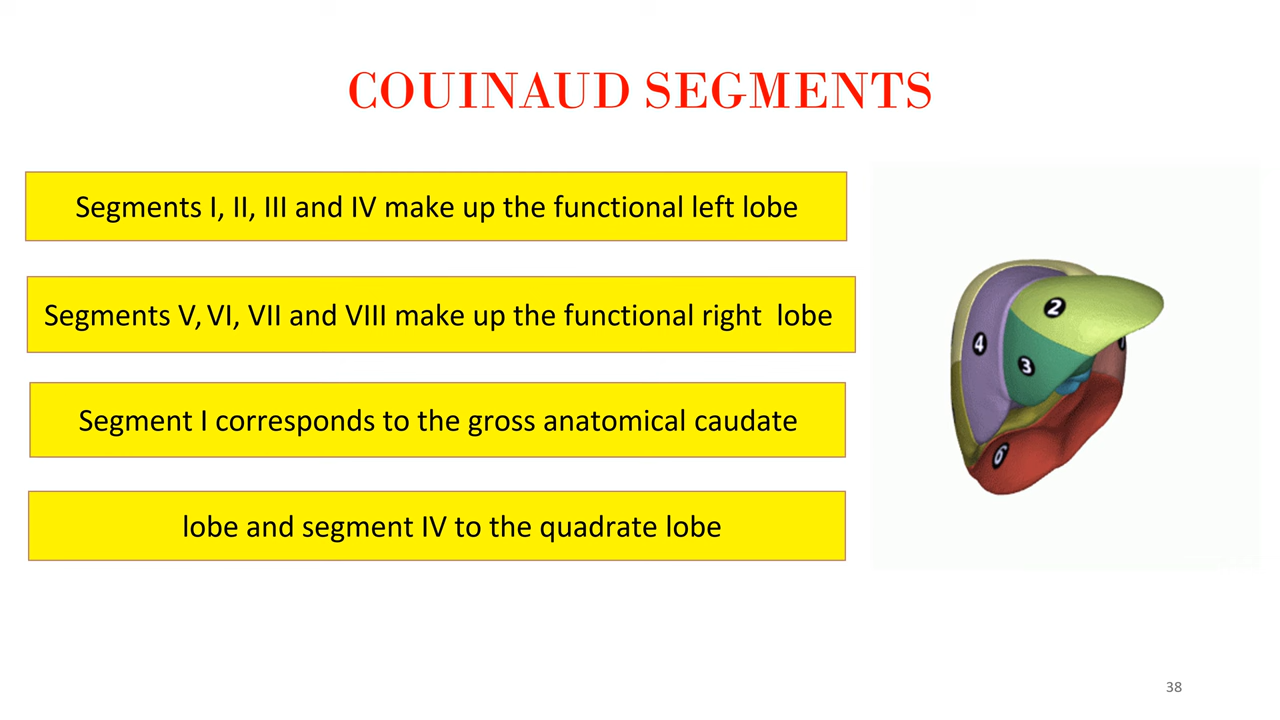 COUINAUD SEGMENTS
Segments I, II, III and IV make up the functional left lobe
Segments V, VI, VII and VIII make up the functional right lobe
Segment I corresponds to the gross anatomical caudate
lobe and segment IV to the quadrate lobe
2
4
3
6
38